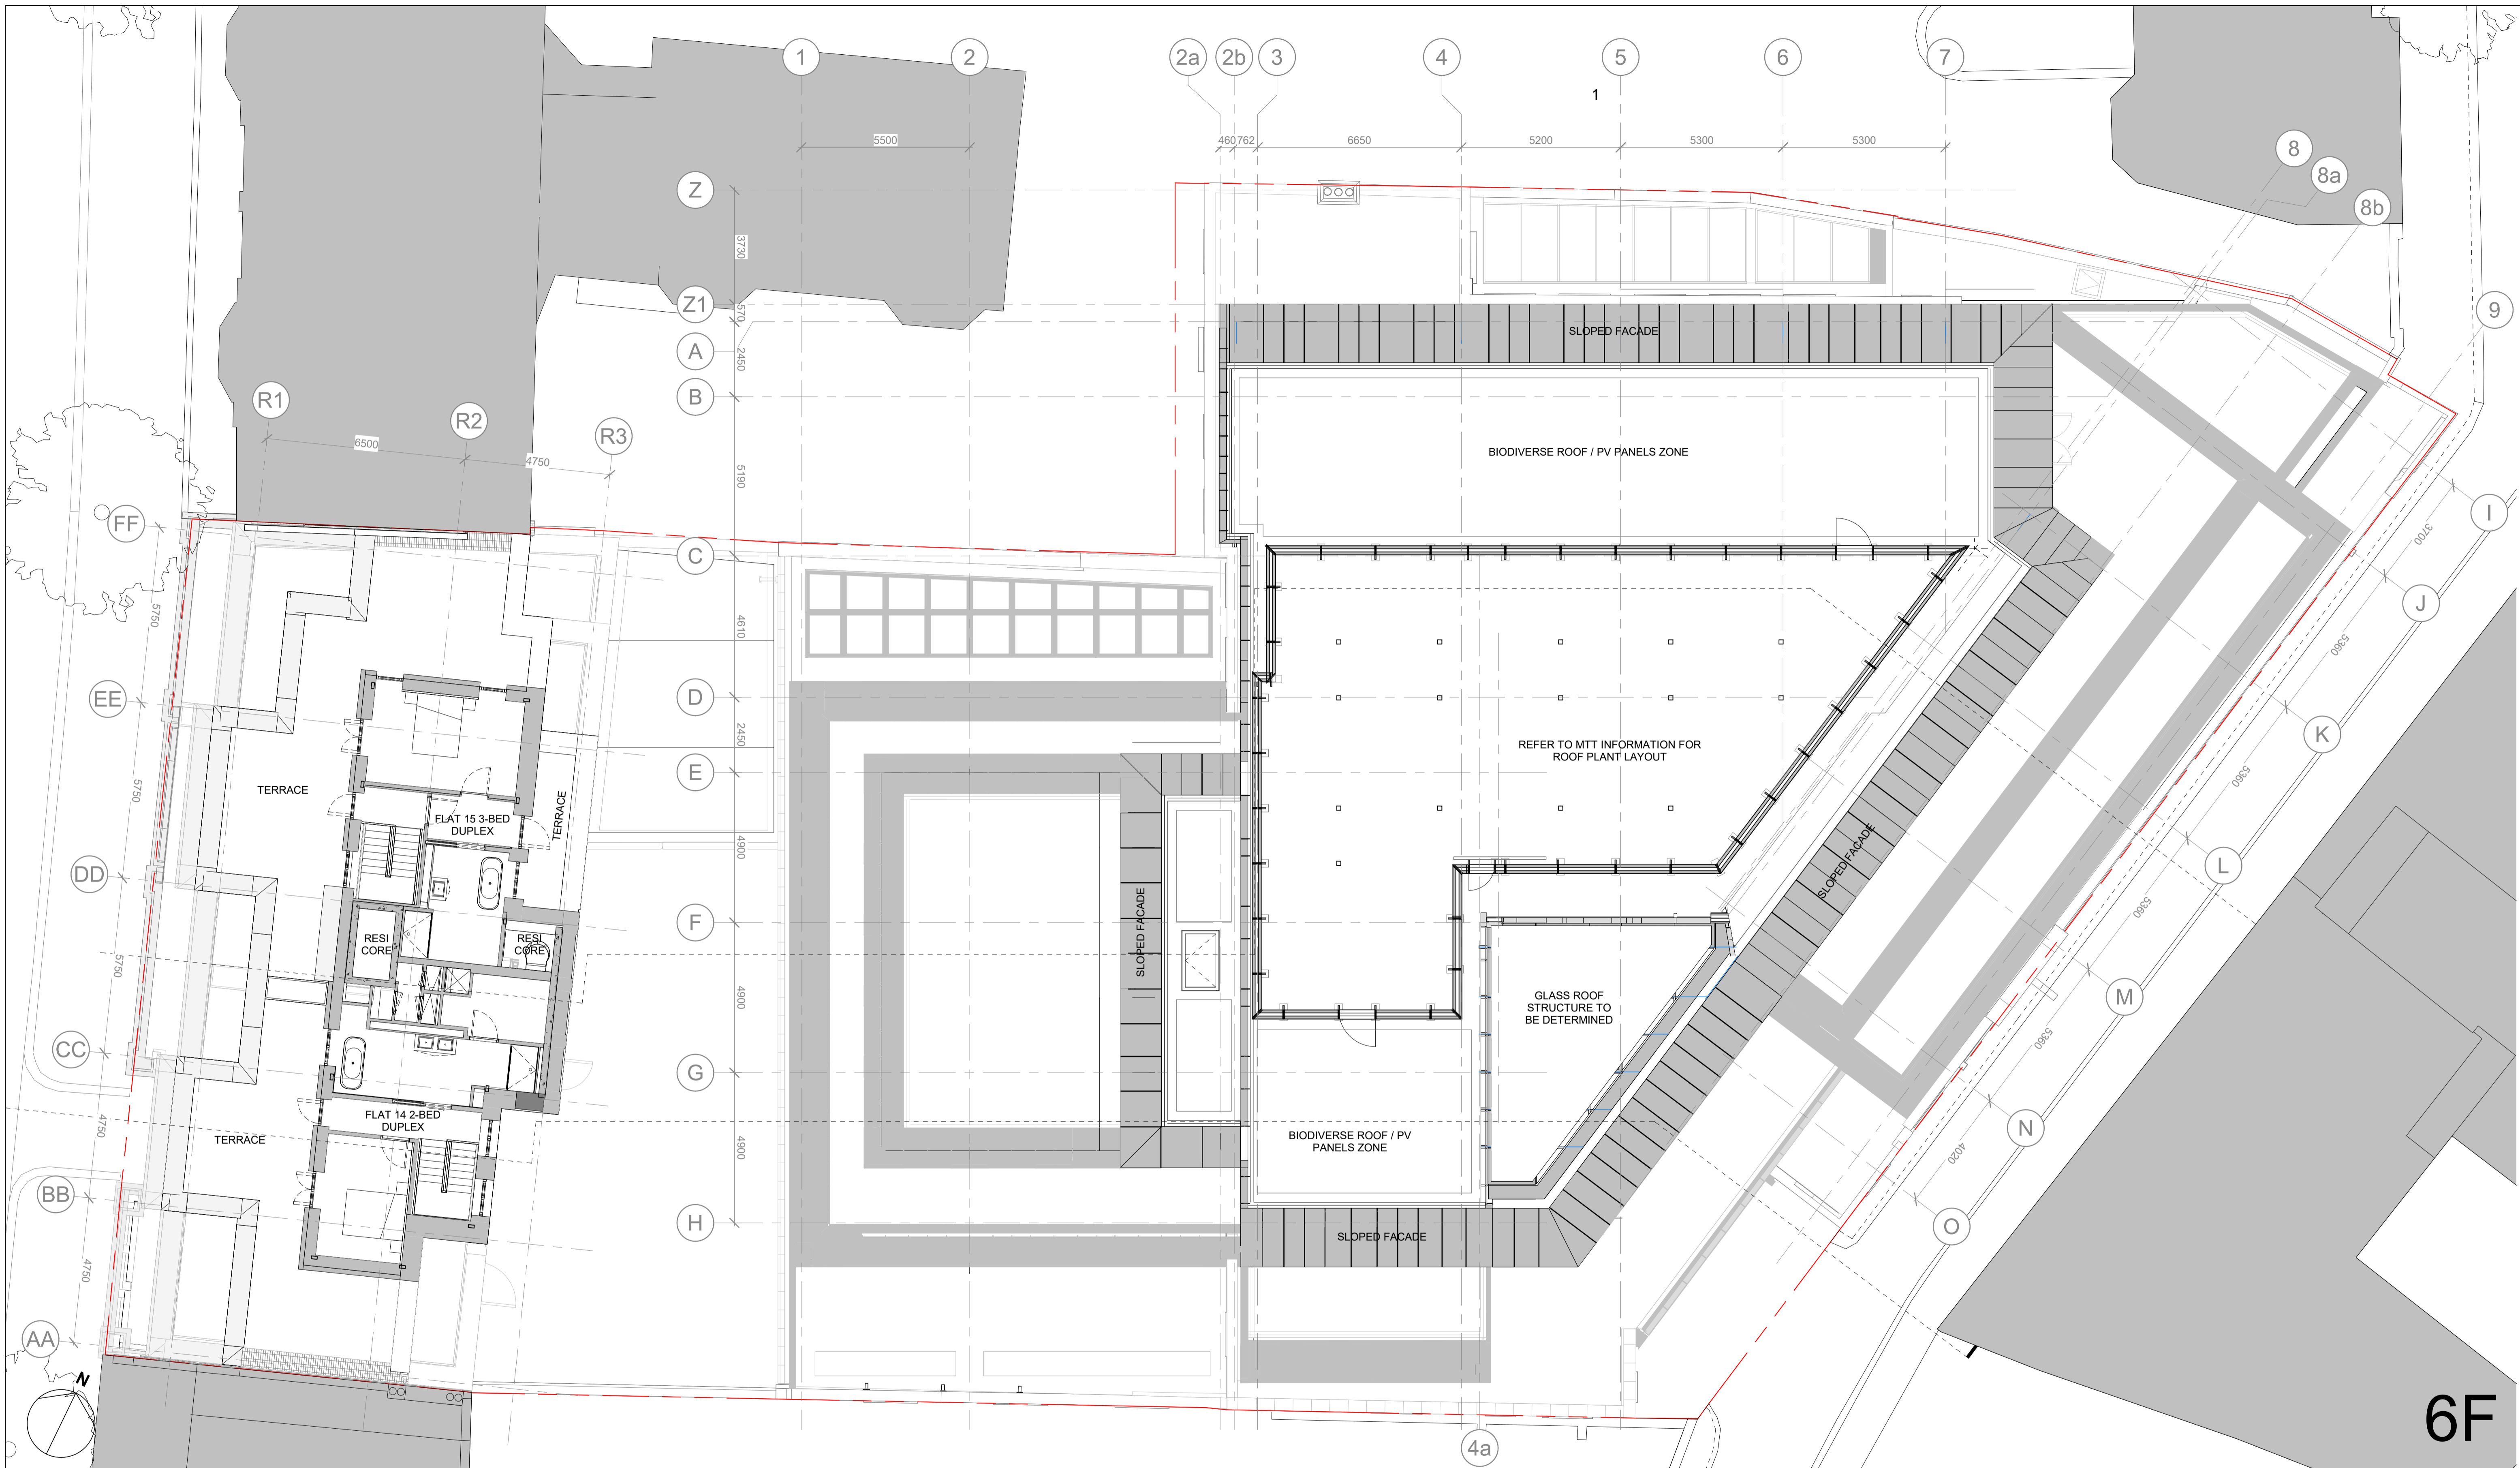 1
2
2a
2b
3
4
5
6
7
1
5500
460
762
6650
5200
5300
5300
8
8a
8b
9
Z
3730
Z1
570
A
2450
B
5190
C
4610
D
2450
E
4900
F
4900
G
4900
H
R1
R2
R3
6500
4750
FF
5750
EE
5750
DD
5750
CC
4750
BB
4750
AA
SLOPED FACADE
BIODIVERSE ROOF / PV PANELS ZONE
REFER TO MTT INFORMATION FOR
ROOF PLANT LAYOUT
TERRACE
FLAT 15 3-BED
DUPLEX
TERRACE
RESI
CORE
RESI
CORE
FLAT 14 2-BED
DUPLEX
TERRACE
SLOPED FACADE
SLOPED FACADE
GLASS ROOF
STRUCTURE TO
BE DETERMINED
BIODIVERSE ROOF / PV
PANELS ZONE
SLOPED FACADE
I
3700
J
5360
K
5360
L
5360
M
5360
N
4020
O
4a
N
6F